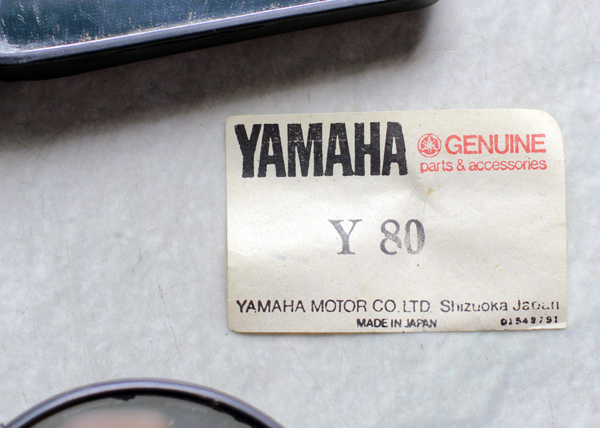 YAMAHA GENUINE
parts & accessories
Y 80
YAMAHA MOTOR CO.LTD. Shizuoka Japan
MADE IN JAPAN